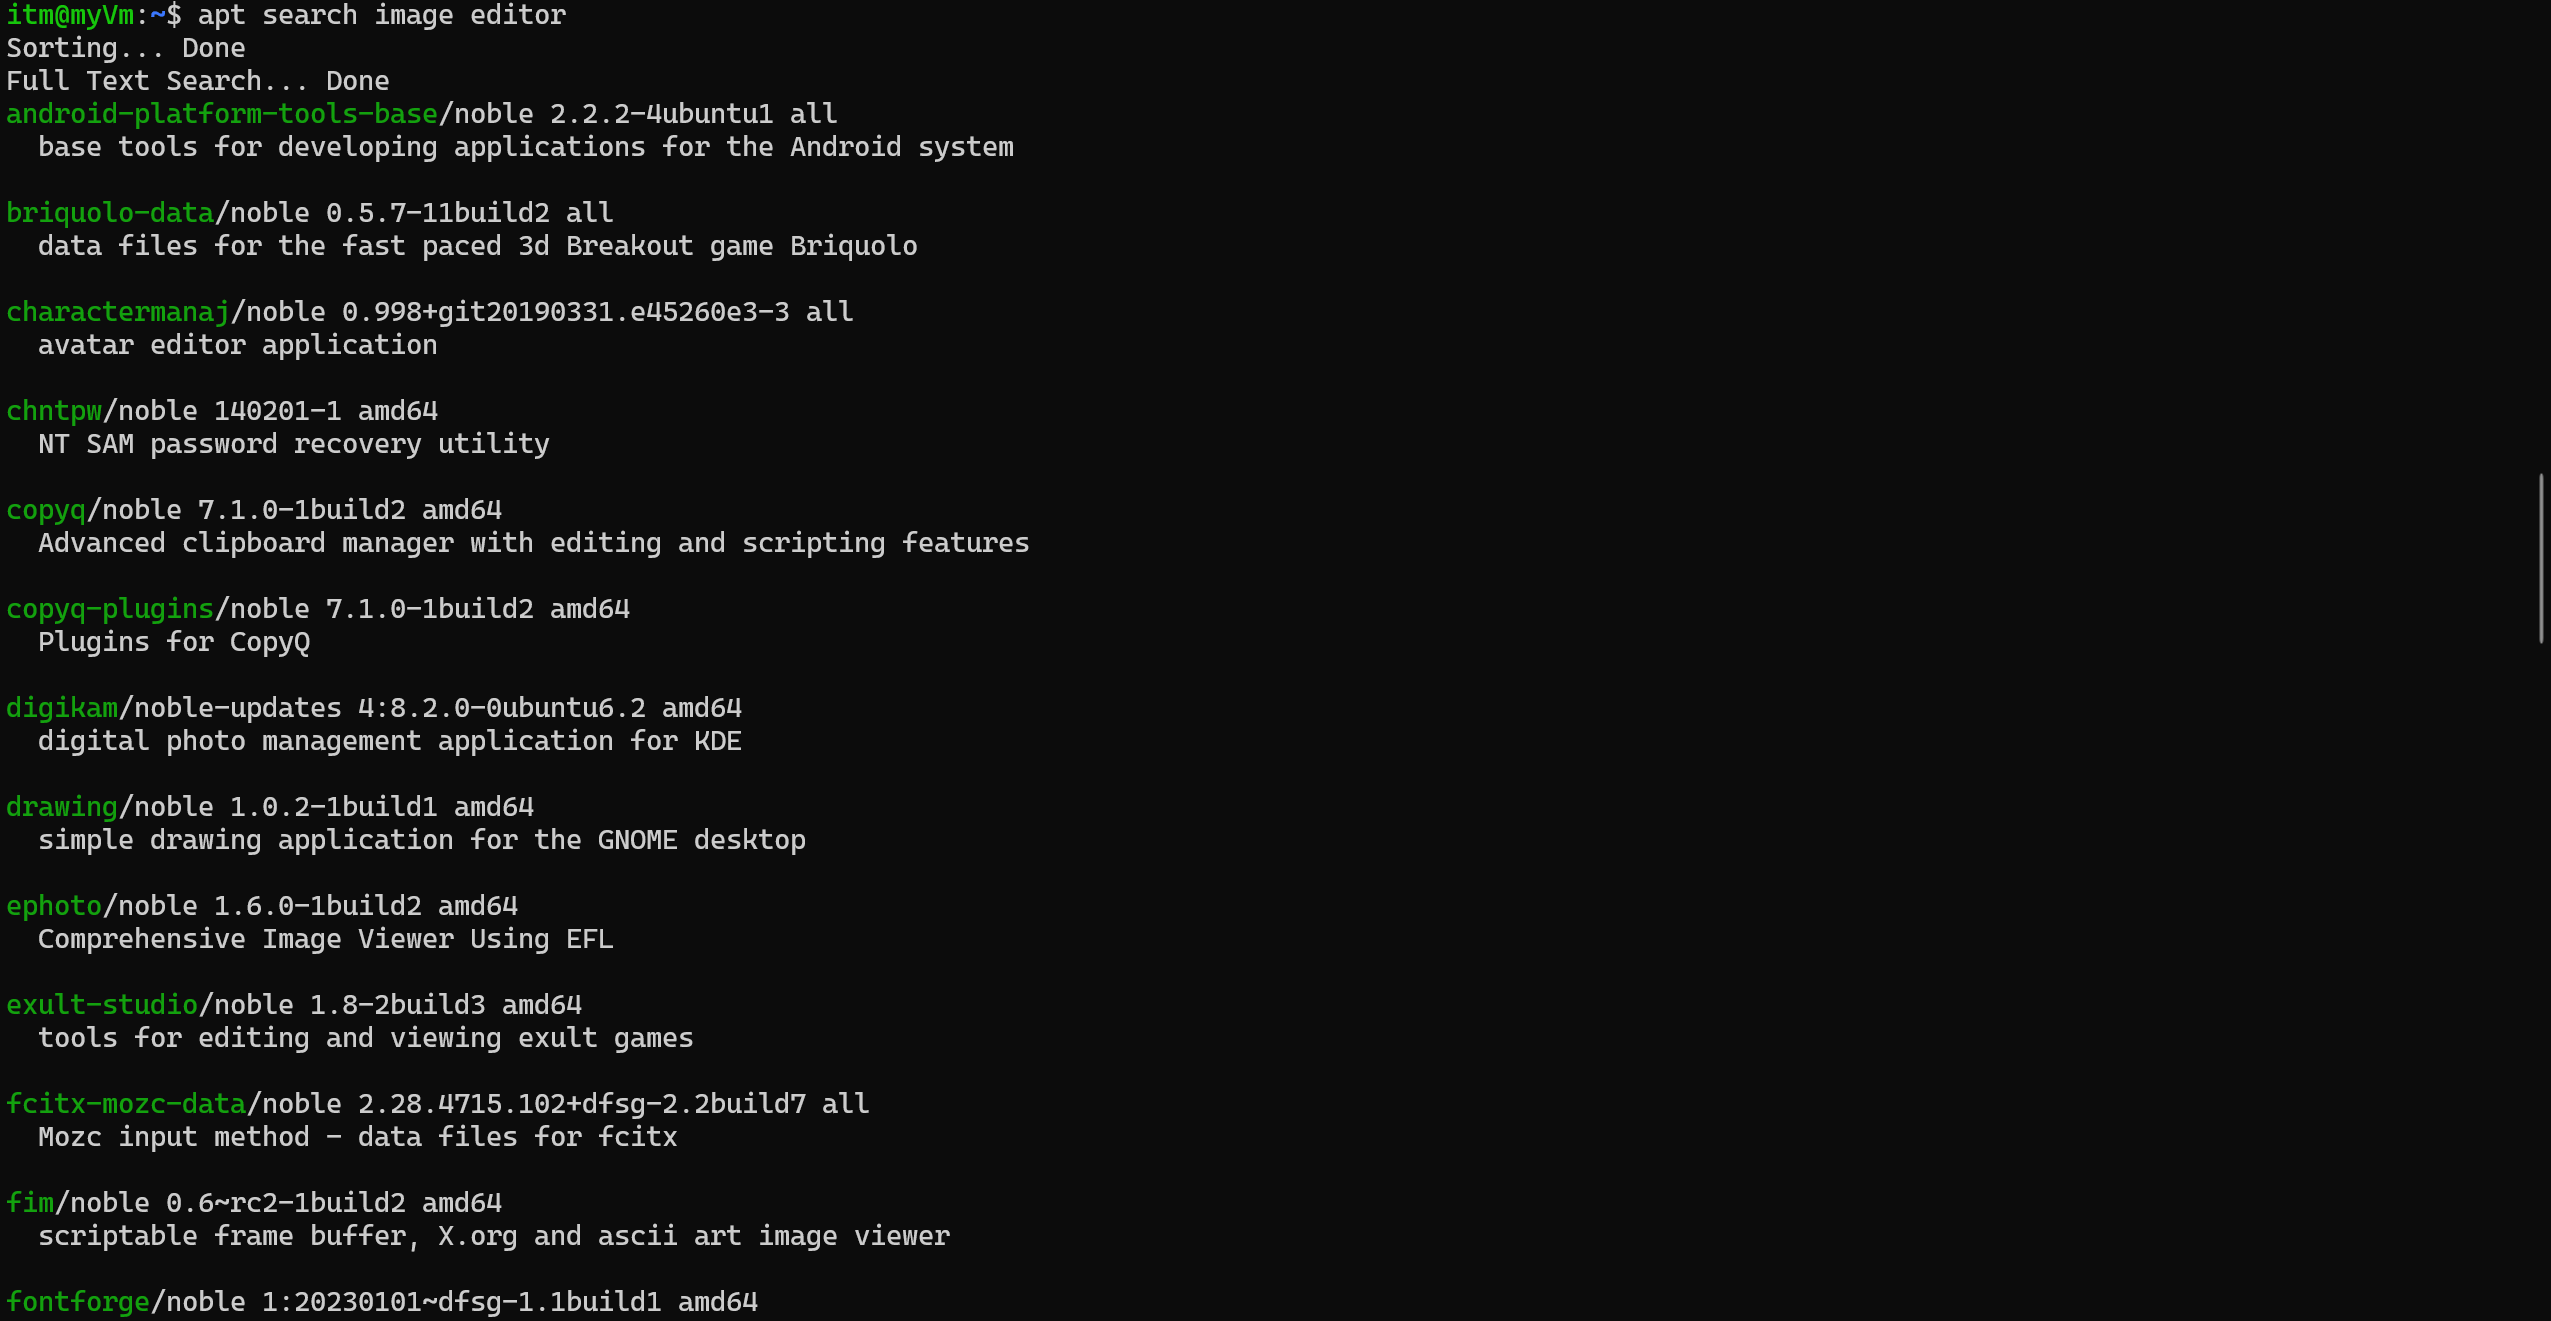 itm@myVm:~$ apt search image editor
Sorting... Done
Full Text Search... Done
android-platform-tools-base/noble 2.2.2-4ubuntu1 all
  base tools for developing applications for the Android system

briquolo-data/noble 0.5.7-11build2 all
  data files for the fast paced 3d Breakout game Briquolo

charactermanaj/noble 0.998+git20190331.e45260e3-3 all
  avatar editor application

chntpw/noble 140201-1 amd64
  NT SAM password recovery utility

copyq/noble 7.1.0-1build2 amd64
  Advanced clipboard manager with editing and scripting features

copyq-plugins/noble 7.1.0-1build2 amd64
  Plugins for CopyQ

digikam/noble-updates 4:8.2.0-0ubuntu6.2 amd64
  digital photo management application for KDE

drawing/noble 1.0.2-1build1 amd64
  simple drawing application for the GNOME desktop

ephoto/noble 1.6.0-1build2 amd64
  Comprehensive Image Viewer Using EFL

exult-studio/noble 1.8-2build3 amd64
  tools for editing and viewing exult games

fcitx-mozc-data/noble 2.28.4715.102+dfsg-2.2build7 all
  Mozc input method - data files for fcitx

fim/noble 0.6~rc2-1build2 amd64
  scriptable frame buffer, X.org and ascii art image viewer

fontforge/noble 1:20230101~dfsg-1.1build1 amd64